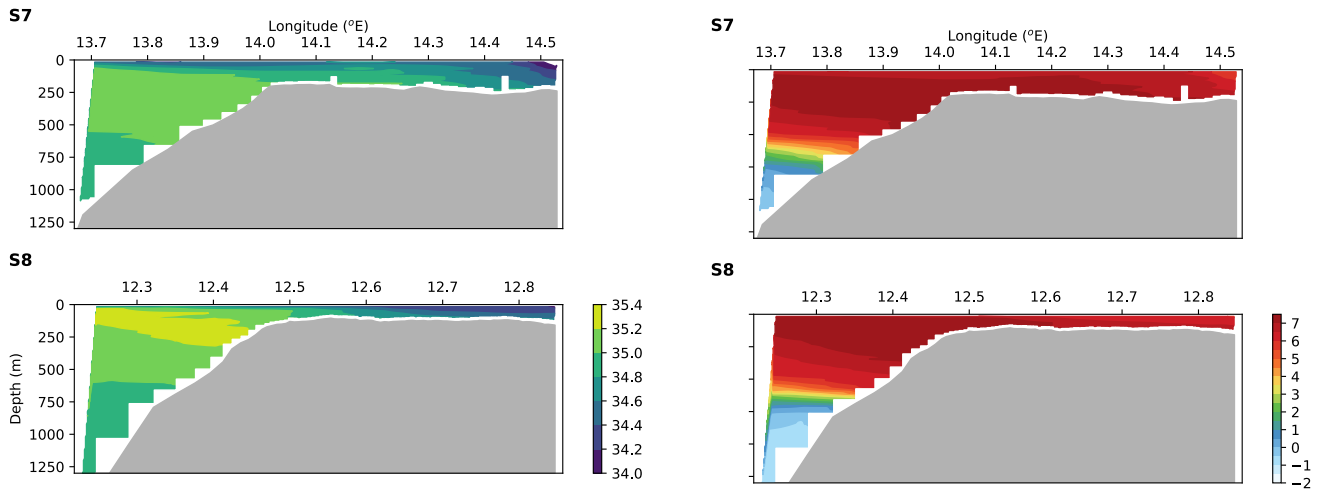 S7
Longitude (°E)
13.7 13.8 13.9 14.0 14.1 14.2 14.3 14.4 14.5
0
250
500
750
1000
1250
S7
Longitude (°E)
13.7 13.8 13.9 14.0 14.1 14.2 14.3 14.4 14.5
S8
12.3 12.4 12.5 12.6 12.7 12.8
0
250
500
750
1000
1250
Depth (m)
35.4
35.2
35.0
34.8
34.6
34.4
34.2
34.0
S8
12.3 12.4 12.5 12.6 12.7 12.8
7
6
5
4
3
2
1
0
−1
−2